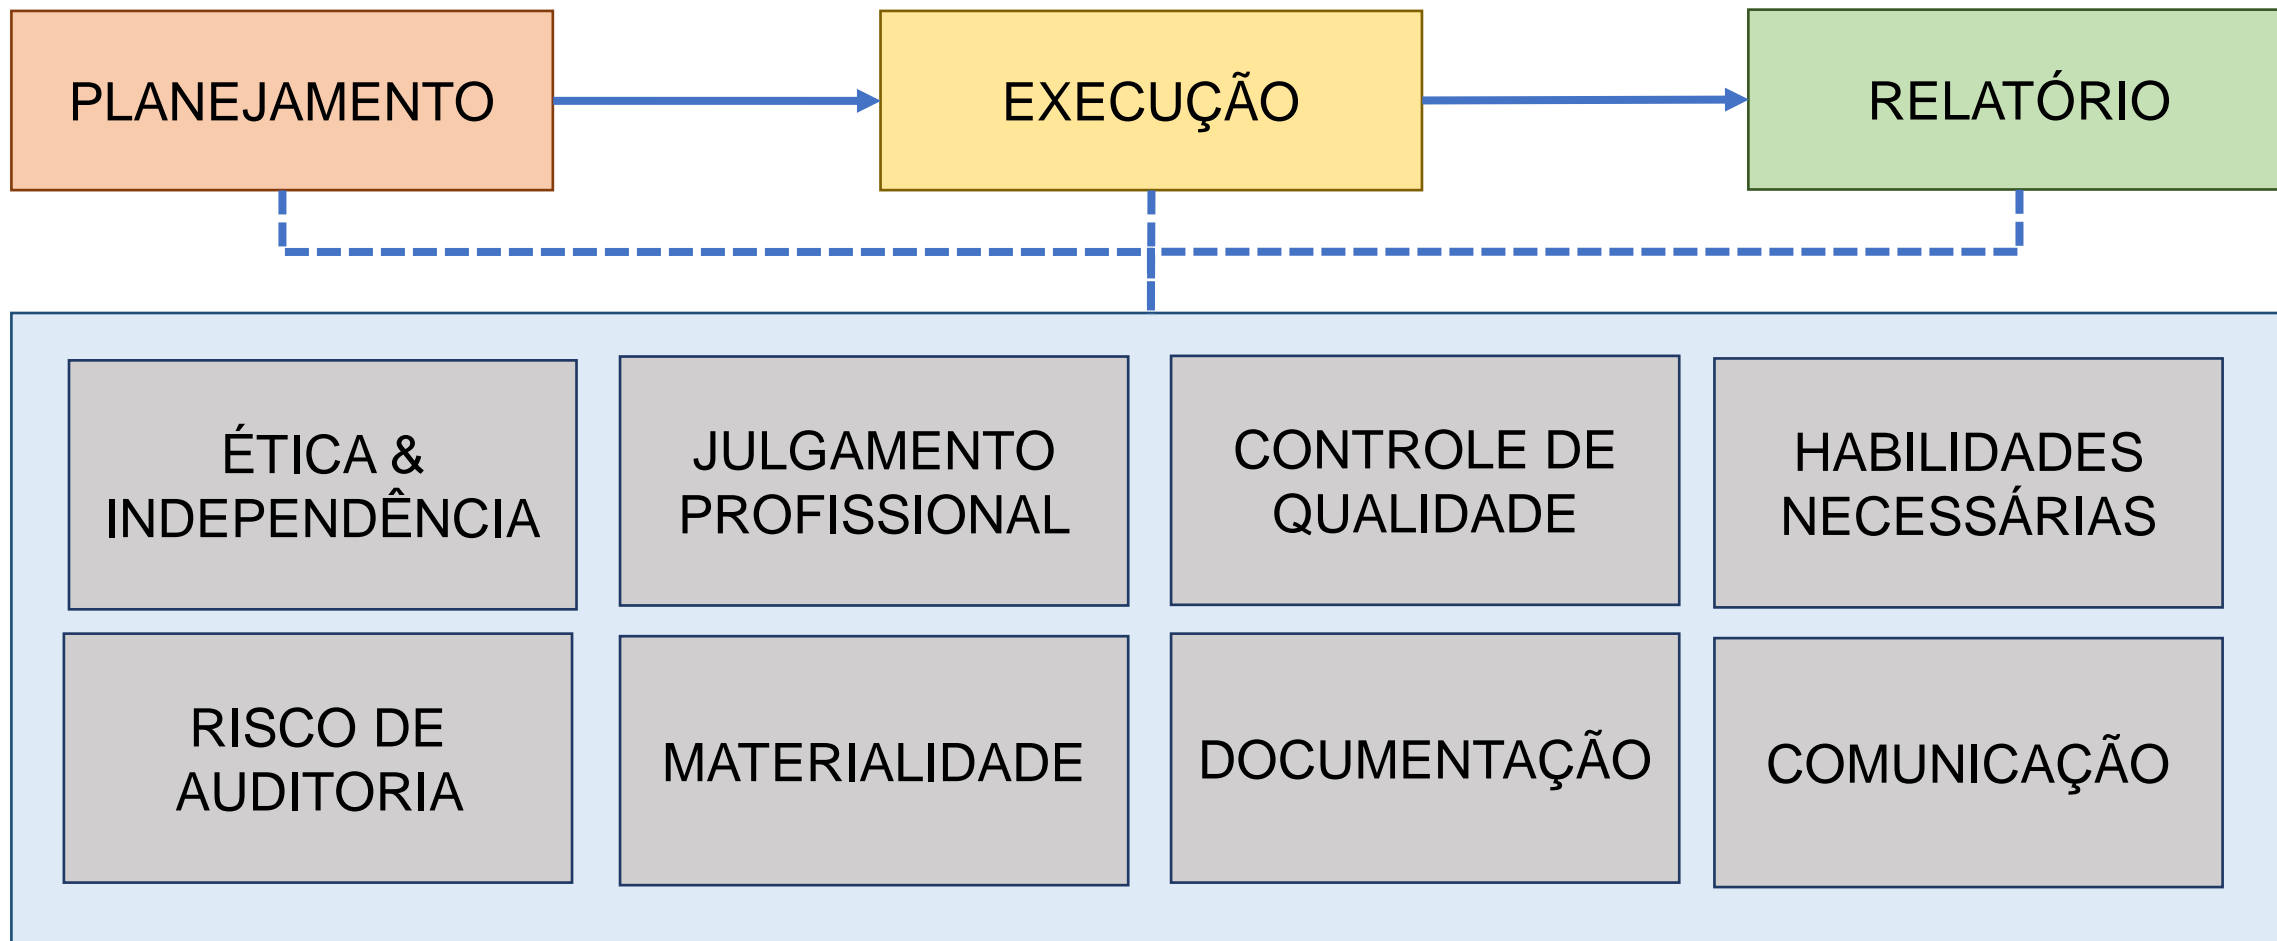 PLANEJAMENTO
EXECUÇÃO
RELATÓRIO
ÉTICA &
INDEPENDÊNCIA
JULGAMENTO
PROFISSIONAL
CONTROLE DE
QUALIDADE
HABILIDADES
NECESSÁRIAS
RISCO DE
AUDITORIA
MATERIALIDADE
DOCUMENTAÇÃO
COMUNICAÇÃO